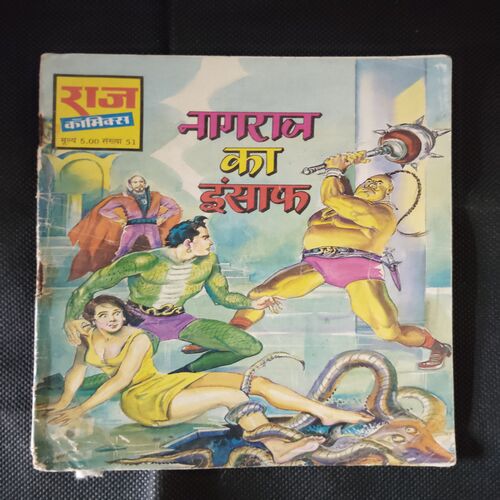 राज
कॉमिक्स
मूल्य 5.00 संख्या 51
नागराज
का
इंसाफ